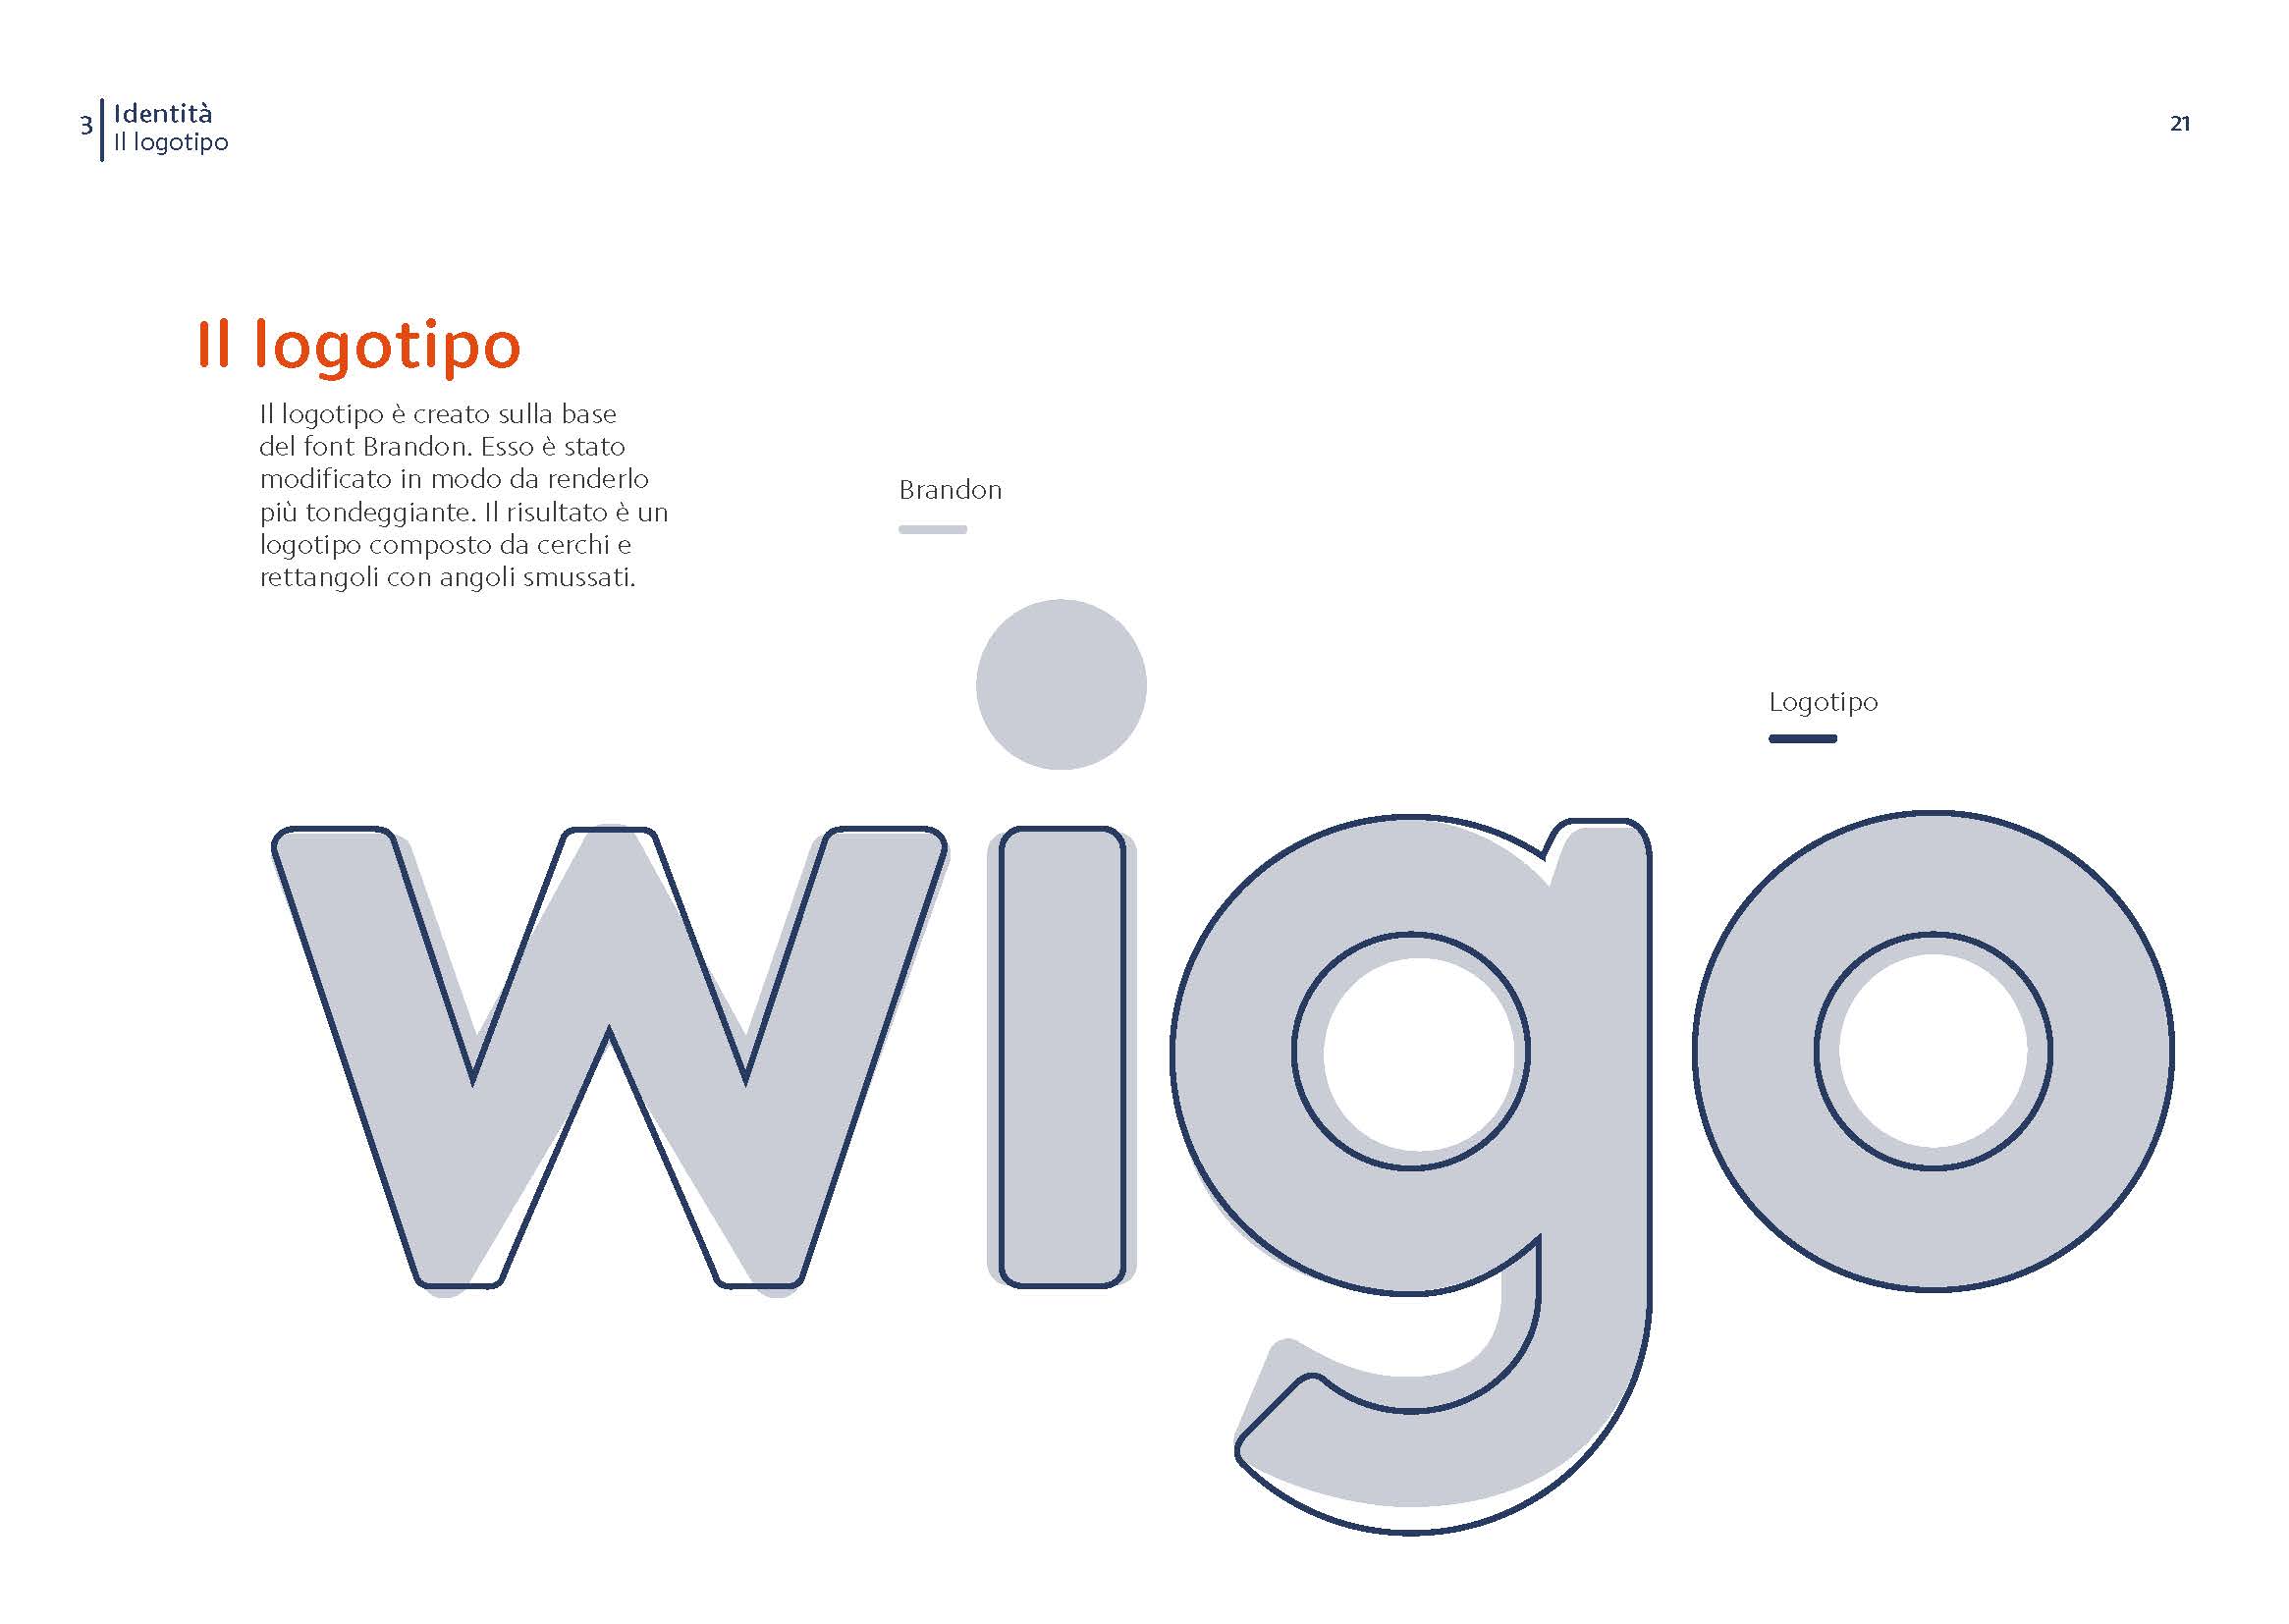 3
Identità
Il logotipo
21
Il logotipo
Il logotipo è creato sulla base
del font Brandon. Esso è stato
modificato in modo da renderlo
più tondeggiante. Il risultato è un
logotipo composto da cerchi e
rettangoli con angoli smussati.
Brandon
Logotipo
wigo